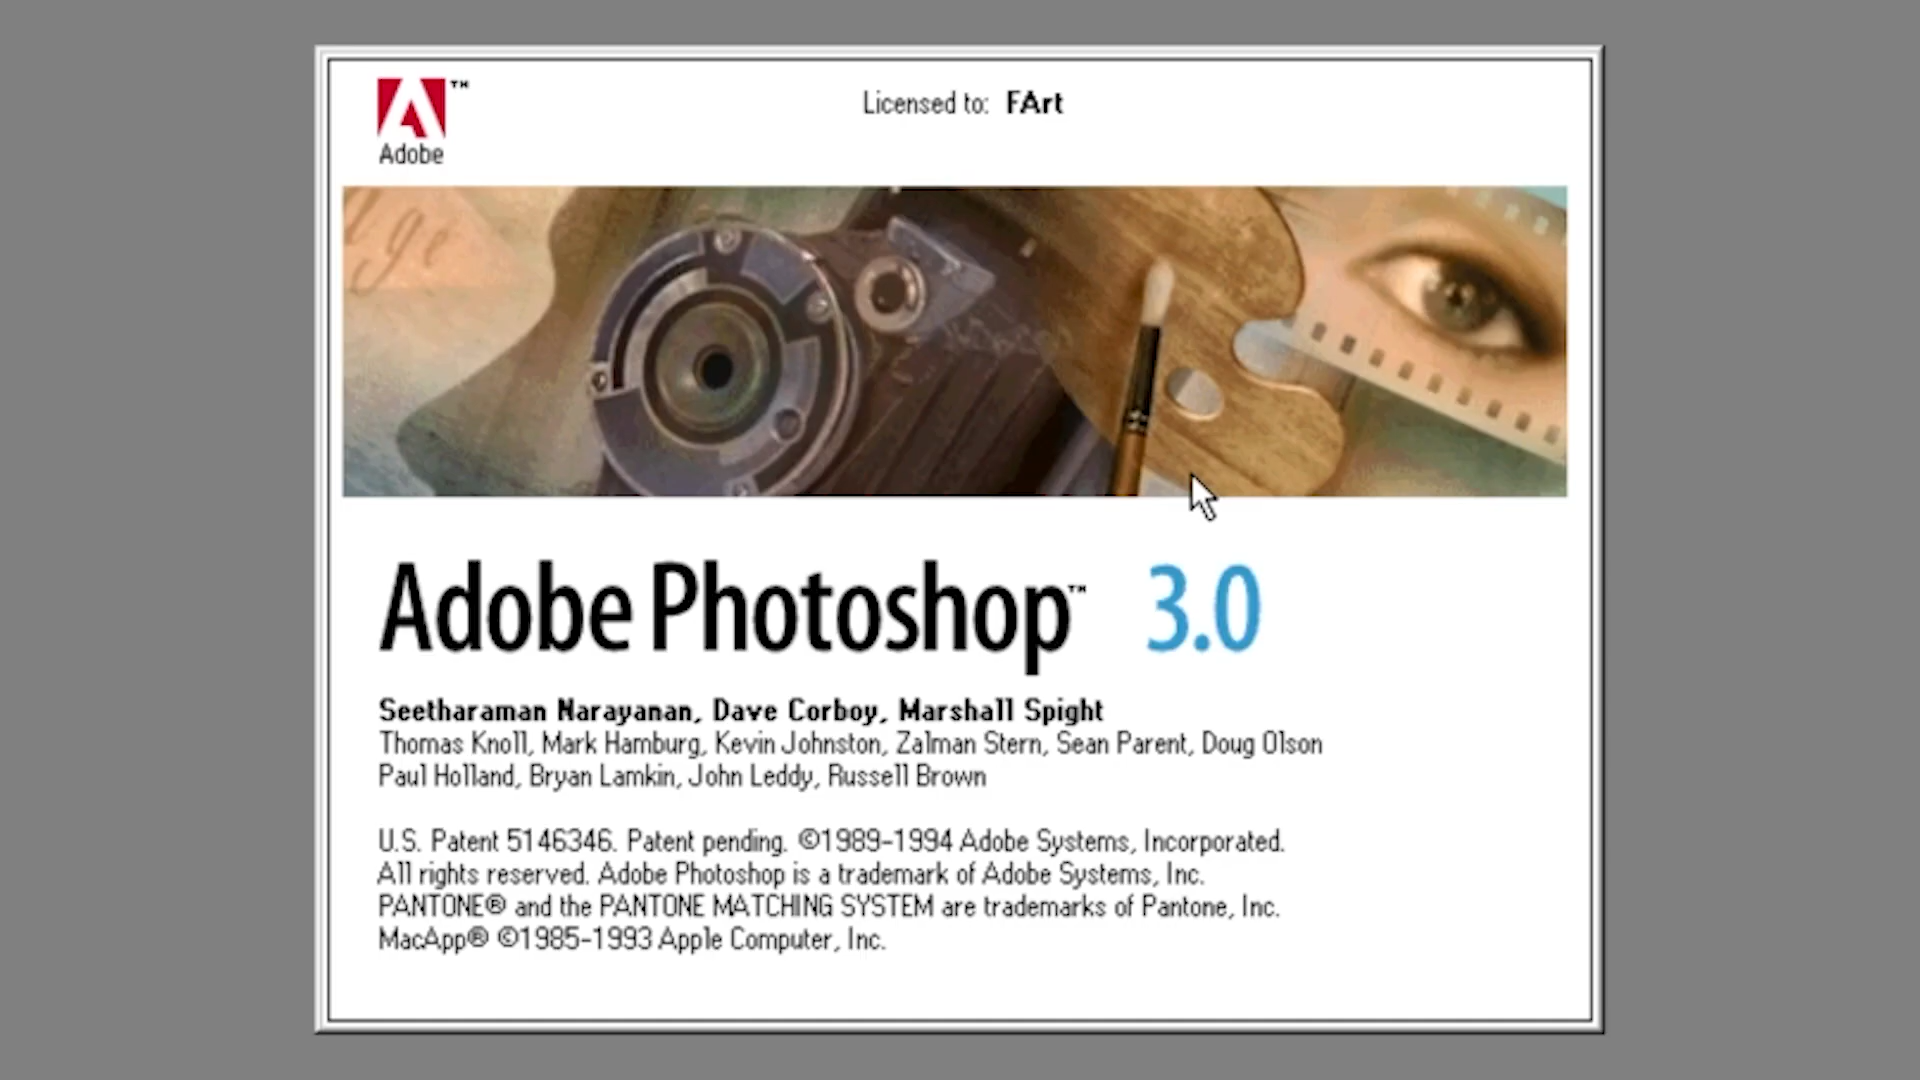 ™
Adobe
Licensed to: FArt
dge
Adobe Photoshop™ 3.0
Seetharaman Narayanan, Dave Corboy, Marshall Spight
Thomas Knoll, Mark Hamburg, Kevin Johnston, Zalman Stern, Sean Parent, Doug Olson
Paul Holland, Bryan Lamkin, John Leddy, Russell Brown
U.S. Patent 5146346. Patent pending. ©1989-1994 Adobe Systems, Incorporated.
All rights reserved. Adobe Photoshop is a trademark of Adobe Systems, Inc.
PANTONE® and the PANTONE MATCHING SYSTEM are trademarks of Pantone, Inc.
MacApp® ©1985-1993 Apple Computer, Inc.